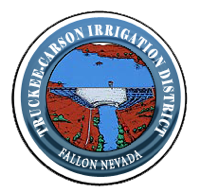 TRUCKEE-CARSON IRRIGATION DISTRICT
FALLON NEVADA